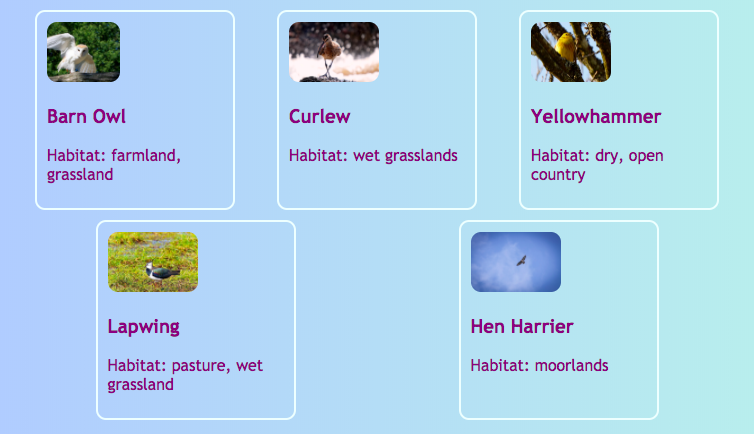 Barn Owl
Habitat: farmland,
grassland
Curlew
Habitat: wet grasslands
Yellowhammer
Habitat: dry, open
country
Lapwing
Habitat: pasture, wet
grassland
Hen Harrier
Habitat: moorlands